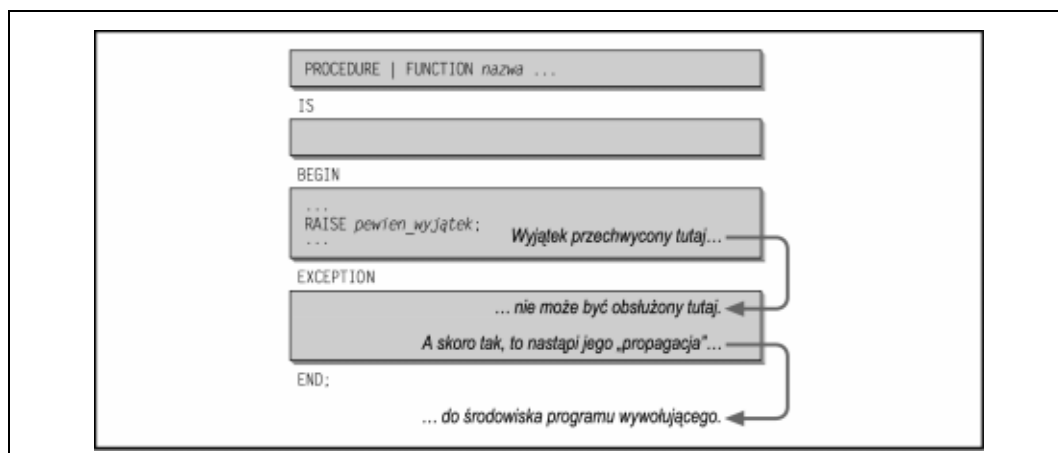 PROCEDURE | FUNCTION nazwa ...
IS
BEGIN
...
RAISE pewien_wyjątek;
... Wyjątek przechwycony tutaj...
EXCEPTION
... nie może być obsłużony tutaj.
A skoro tak, to nastąpi jego „propagacja”...
END;
... do środowiska programu wywołującego.